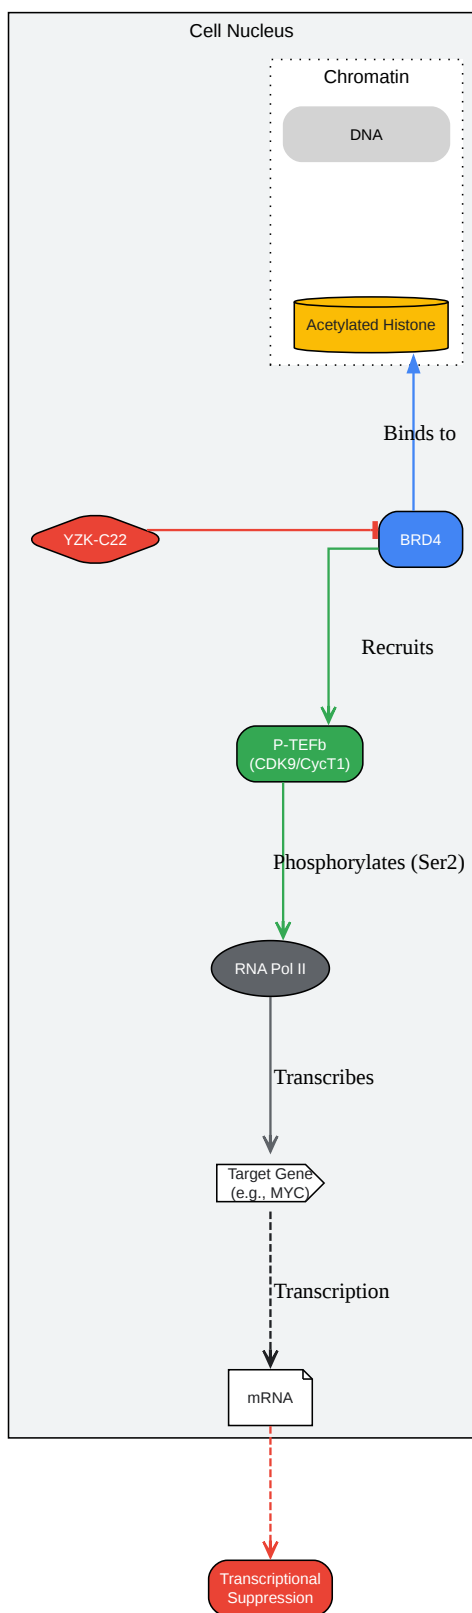 Cell Nucleus
Chromatin
DNA
Acetylated Histone
Binds to
YZK-C22
BRD4
Recruits
P-TEFb
(CDK9/CycT1)
Phosphorylates (Ser2)
RNA Pol II
Transcribes
Target Gene
(e.g., MYC)
Transcription
mRNA
Transcriptional
Suppression